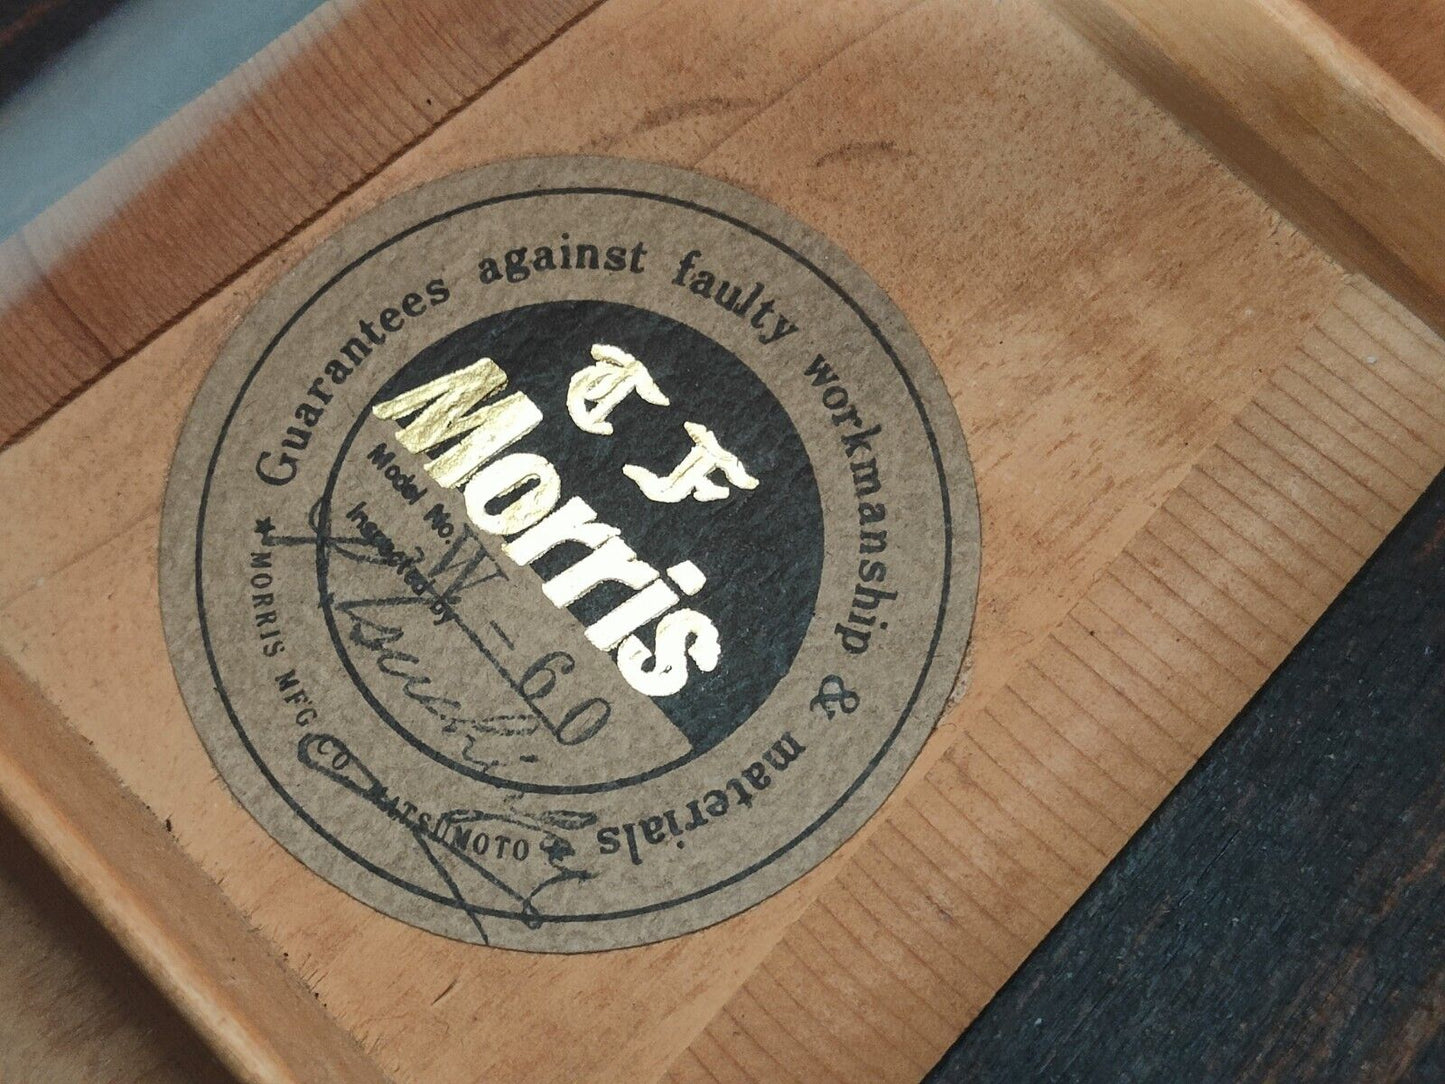 Guarantees against faulty workmanship & materials
T F
Morris
Model No. W-60
Inspected by
★ MORRIS MFG CO MATSUMOTO ★